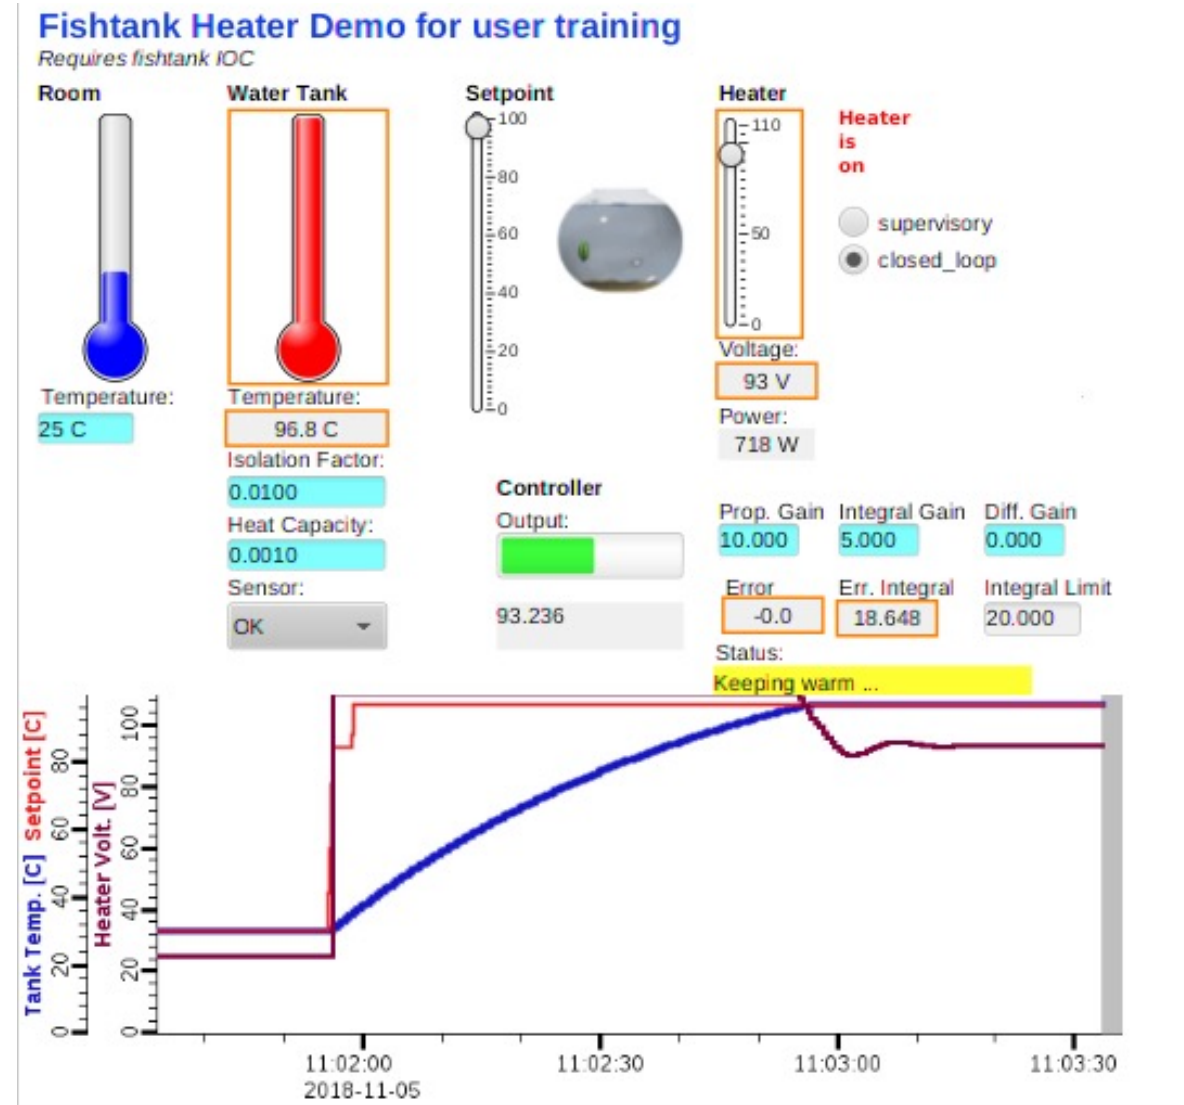 Fishtank Heater Demo for user training
Requires fishtank IOC
Room
Water Tank
Setpoint
Heater
100
80
60
40
20
0
110
50
0
Heater
is
on
supervisory
closed_loop
Temperature:
25 C
Temperature:
96.8 C
Isolation Factor:
0.0100
Heat Capacity:
0.0010
Sensor:
OK
Voltage:
93 V
Power:
718 W
Controller
Output:
93.236
Prop. Gain Integral Gain Diff. Gain
10.000 5.000 0.000
Error Err. Integral Integral Limit
-0.0 18.648 20.000
Status:
Keeping warm ...
Tank Temp. [C] Setpoint [C]
80
60
40
20
0
Heater Volt. [V]
100
80
60
40
20
0
11:02:00 11:02:30 11:03:00 11:03:30
2018-11-05